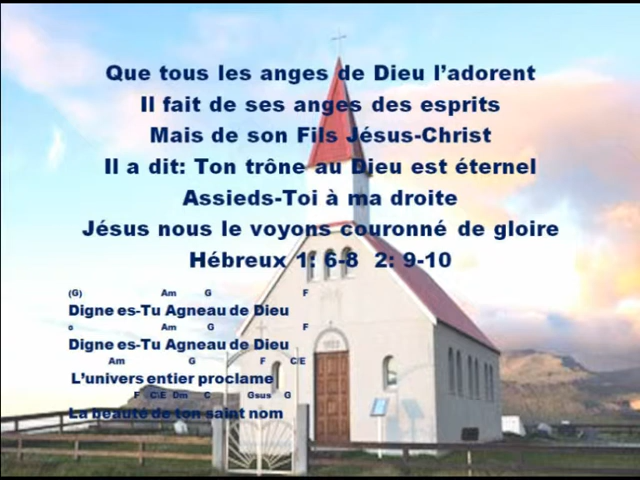 Que tous les anges de Dieu l'adorent
Il fait de ses anges des esprits
Mais de son Fils Jésus-Christ
Il a dit: Ton trône au Dieu est éternel
Assieds-Toi à ma droite
Jésus nous le voyons couronné de gloire
Hébreux 1: 6-8 2: 9-10
(G) Am G F
Digne es-Tu Agneau de Dieu
o Am G F
Digne es-Tu Agneau de Dieu
Am G F C/E
L'univers entier proclame
F C\E Dm C Gsus G
La beauté de ton saint nom